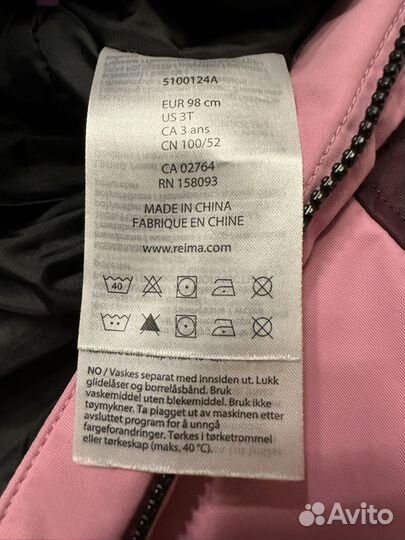 5100124A
EUR 98 cm
US 3T
CA 3 ans
CN 100/52
CA 02764
RN 158093
MADE IN CHINA
FABRIQUE EN CHINE
www.reima.com
40
NO / Vaskes separat med innsiden ut. Lukk
glidelåser og borrelåsbånd. Bruk
vaskemiddel uten blekemiddel. Ikke bruk
tøymykner. Ta plagget ut av maskinen etter
avsluttet program for å unngå
fargeforandringer. Tørkes i tørketrommel
eller tørkeskap (maks. 40 °C).
Avito